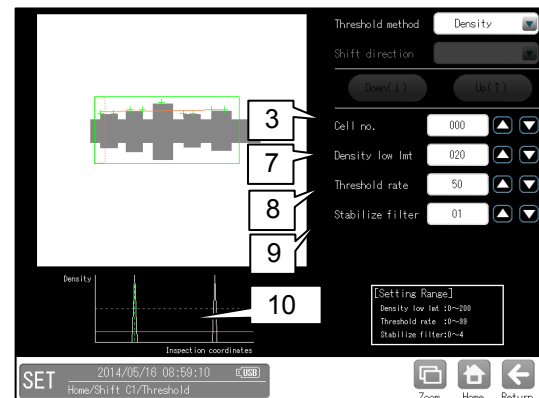 Threshold method Density
Shift direction
Down(↓) Up(↑)
3
Cell no. 000
7
Density low lmt 020
8
Threshold rate 50
9
Stabilize filter 01
10
Density
Inspection coordinates
[Setting Range]
Density low lmt :0～200
Threshold rate :0～99
Stabilize filter:0～4
SET 2014/05/16 08:59:10 USB
Home/Shift C1/Threshold
Zoom Home Return